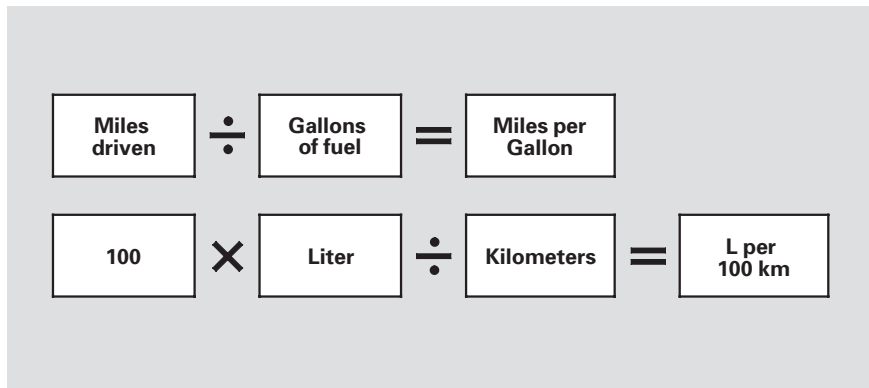 Miles driven ÷ Gallons of fuel = Miles per Gallon
100 × Liter ÷ Kilometers = L per 100 km